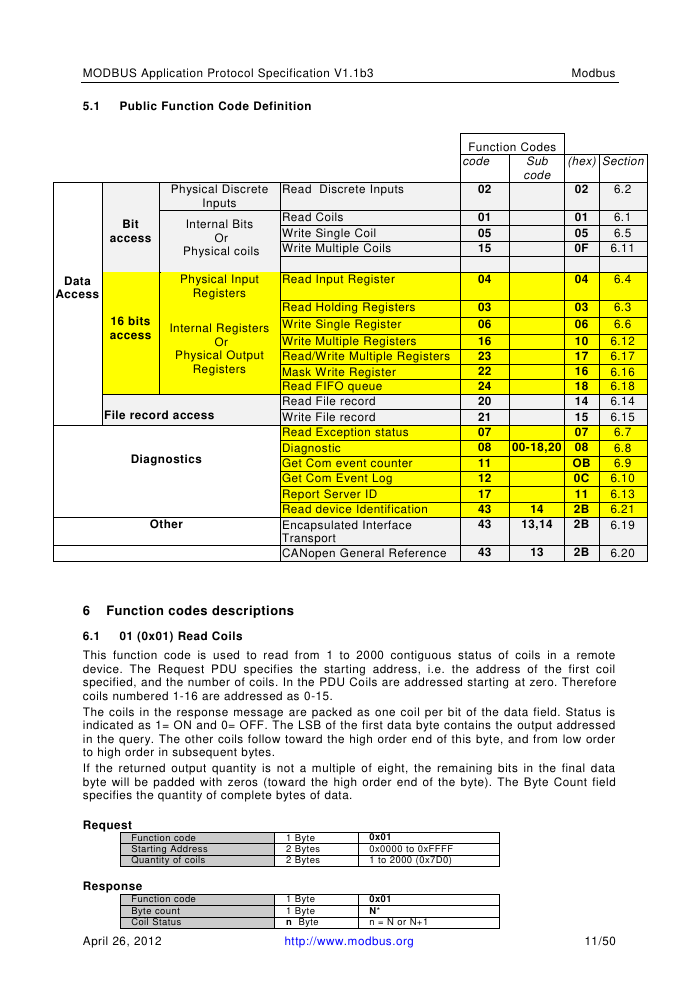 MODBUS Application Protocol Specification V1.1b3 Modbus
5.1 Public Function Code Definition
Function Codes
code Sub code (hex) Section
Data Access
Bit access
Physical Discrete Inputs
Read Discrete Inputs 02 02 6.2
Internal Bits Or Physical coils
Read Coils 01 01 6.1
Write Single Coil 05 05 6.5
Write Multiple Coils 15 0F 6.11
16 bits access
Physical Input Registers
Read Input Register 04 04 6.4
Internal Registers Or Physical Output Registers
Read Holding Registers 03 03 6.3
Write Single Register 06 06 6.6
Write Multiple Registers 16 10 6.12
Read/Write Multiple Registers 23 17 6.17
Mask Write Register 22 16 6.16
Read FIFO queue 24 18 6.18
File record access
Read File record 20 14 6.14
Write File record 21 15 6.15
Diagnostics
Read Exception status 07 07 6.7
Diagnostic 08 00-18,20 08 6.8
Get Com event counter 11 OB 6.9
Get Com Event Log 12 0C 6.10
Report Server ID 17 11 6.13
Read device Identification 43 14 2B 6.21
Other
Encapsulated Interface Transport 43 13,14 2B 6.19
CANopen General Reference 43 13 2B 6.20
6 Function codes descriptions
6.1 01 (0x01) Read Coils
This function code is used to read from 1 to 2000 contiguous status of coils in a remote
device. The Request PDU specifies the starting address, i.e. the address of the first coil
specified, and the number of coils. In the PDU Coils are addressed starting at zero. Therefore
coils numbered 1-16 are addressed as 0-15.
The coils in the response message are packed as one coil per bit of the data field. Status is
indicated as 1= ON and 0= OFF. The LSB of the first data byte contains the output addressed
in the query. The other coils follow toward the high order end of this byte, and from low order
to high order in subsequent bytes.
If the returned output quantity is not a multiple of eight, the remaining bits in the final data
byte will be padded with zeros (toward the high order end of the byte). The Byte Count field
specifies the quantity of complete bytes of data.
Request
Function code 1 Byte 0x01
Starting Address 2 Bytes 0x0000 to 0xFFFF
Quantity of coils 2 Bytes 1 to 2000 (0x7D0)
Response
Function code 1 Byte 0x01
Byte count 1 Byte N*
Coil Status n Byte n = N or N+1
April 26, 2012 http://www.modbus.org 11/50